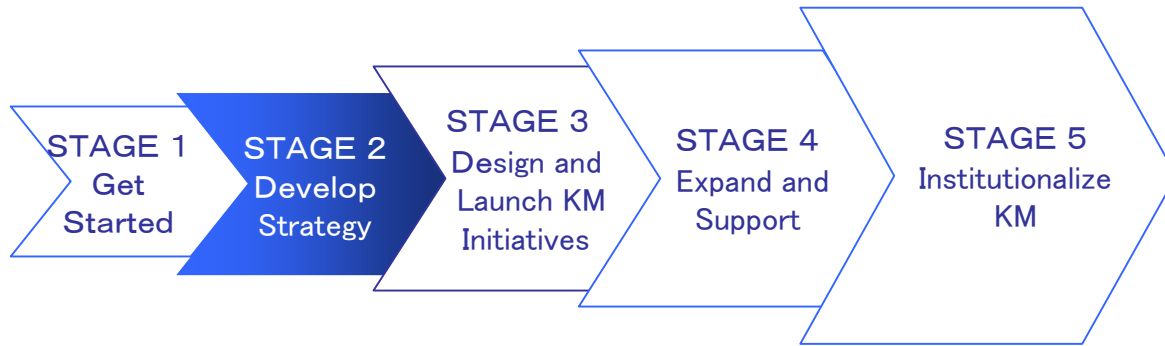 STAGE 1
Get
Started
STAGE 2
Develop
Strategy
STAGE 3
Design and
Launch KM
Initiatives
STAGE 4
Expand and
Support
STAGE 5
Institutionalize
KM